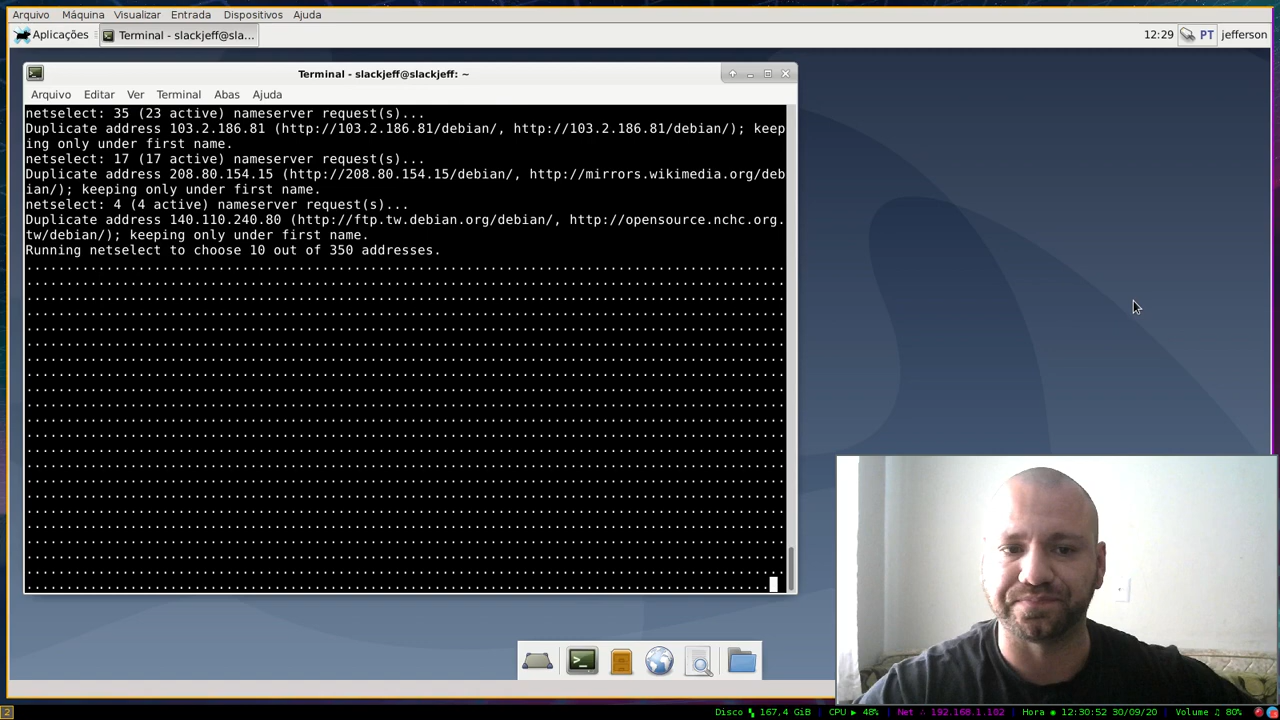 Arquivo Máquina Visualizar Entrada Dispositivos Ajuda
Aplicações Terminal - slackjeff@sla... 12:29 PT jefferson
Terminal - slackjeff@slackjeff: ~
Arquivo Editar Ver Terminal Abas Ajuda
netselect: 35 (23 active) nameserver request(s)...
Duplicate address 103.2.186.81 (http://103.2.186.81/debian/, http://103.2.186.81/debian/); keep
ing only under first name.
netselect: 17 (17 active) nameserver request(s)...
Duplicate address 208.80.154.15 (http://208.80.154.15/debian/, http://mirrors.wikimedia.org/deb
ian/); keeping only under first name.
netselect: 4 (4 active) nameserver request(s)...
Duplicate address 140.110.240.80 (http://ftp.tw.debian.org/debian/, http://opensource.nchc.org.
tw/debian/); keeping only under first name.
Running netselect to choose 10 out of 350 addresses.
2 Disco 167,4 GiB CPU 48% Net 192.168.1.102 Hora 12:30:52 30/09/20 Volume 80%